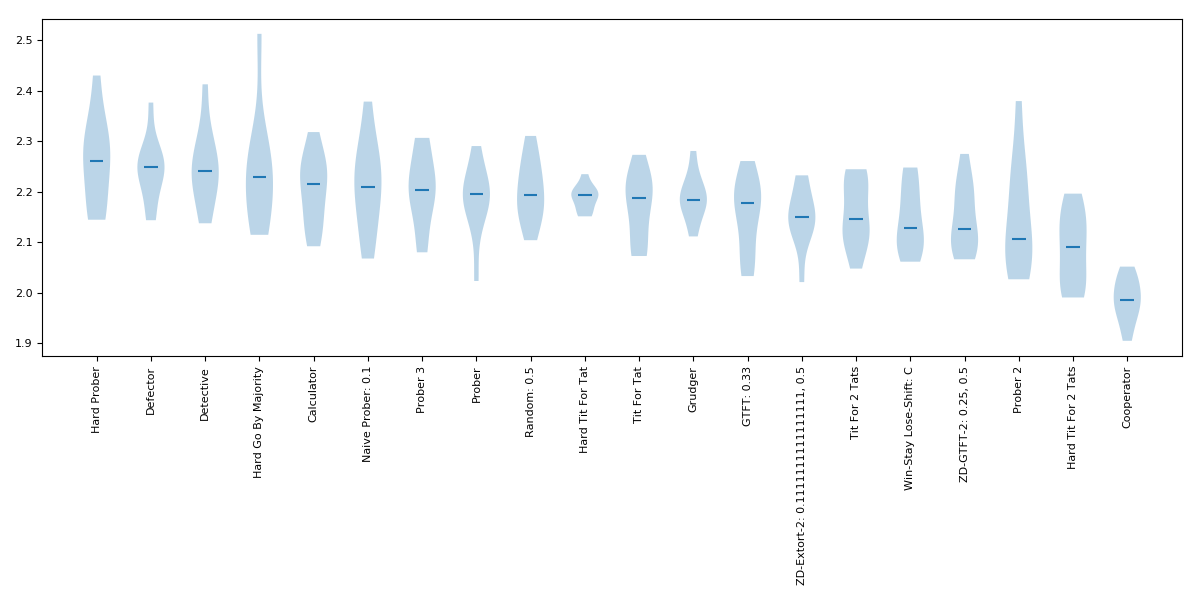 2.5
2.4
2.3
2.2
2.1
2.0
1.9
Hard Prober
Defector
Detective
Hard Go By Majority
Calculator
Naive Prober: 0.1
Prober 3
Prober
Random: 0.5
Hard Tit For Tat
Tit For Tat
Grudger
GTFT: 0.33
ZD-Extort-2: 0.1111111111111111, 0.5
Tit For 2 Tats
Win-Stay Lose-Shift: C
ZD-GTFT-2: 0.25, 0.5
Prober 2
Hard Tit For 2 Tats
Cooperator